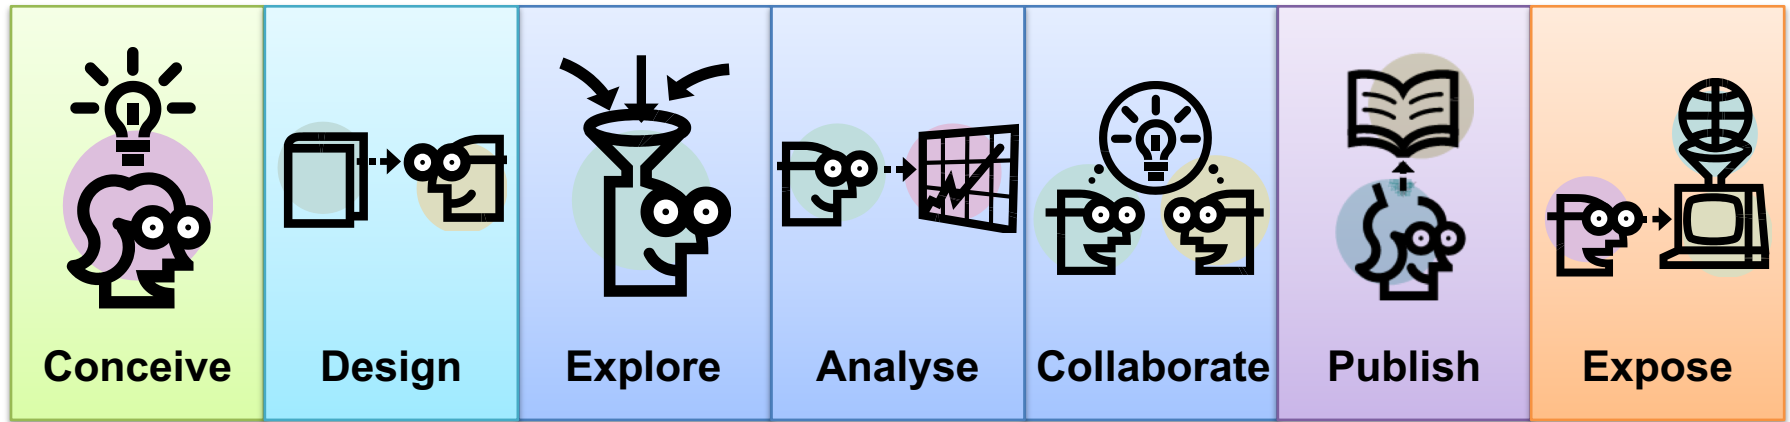 Conceive
Design
Explore
Analyse
Collaborate
Publish
Expose